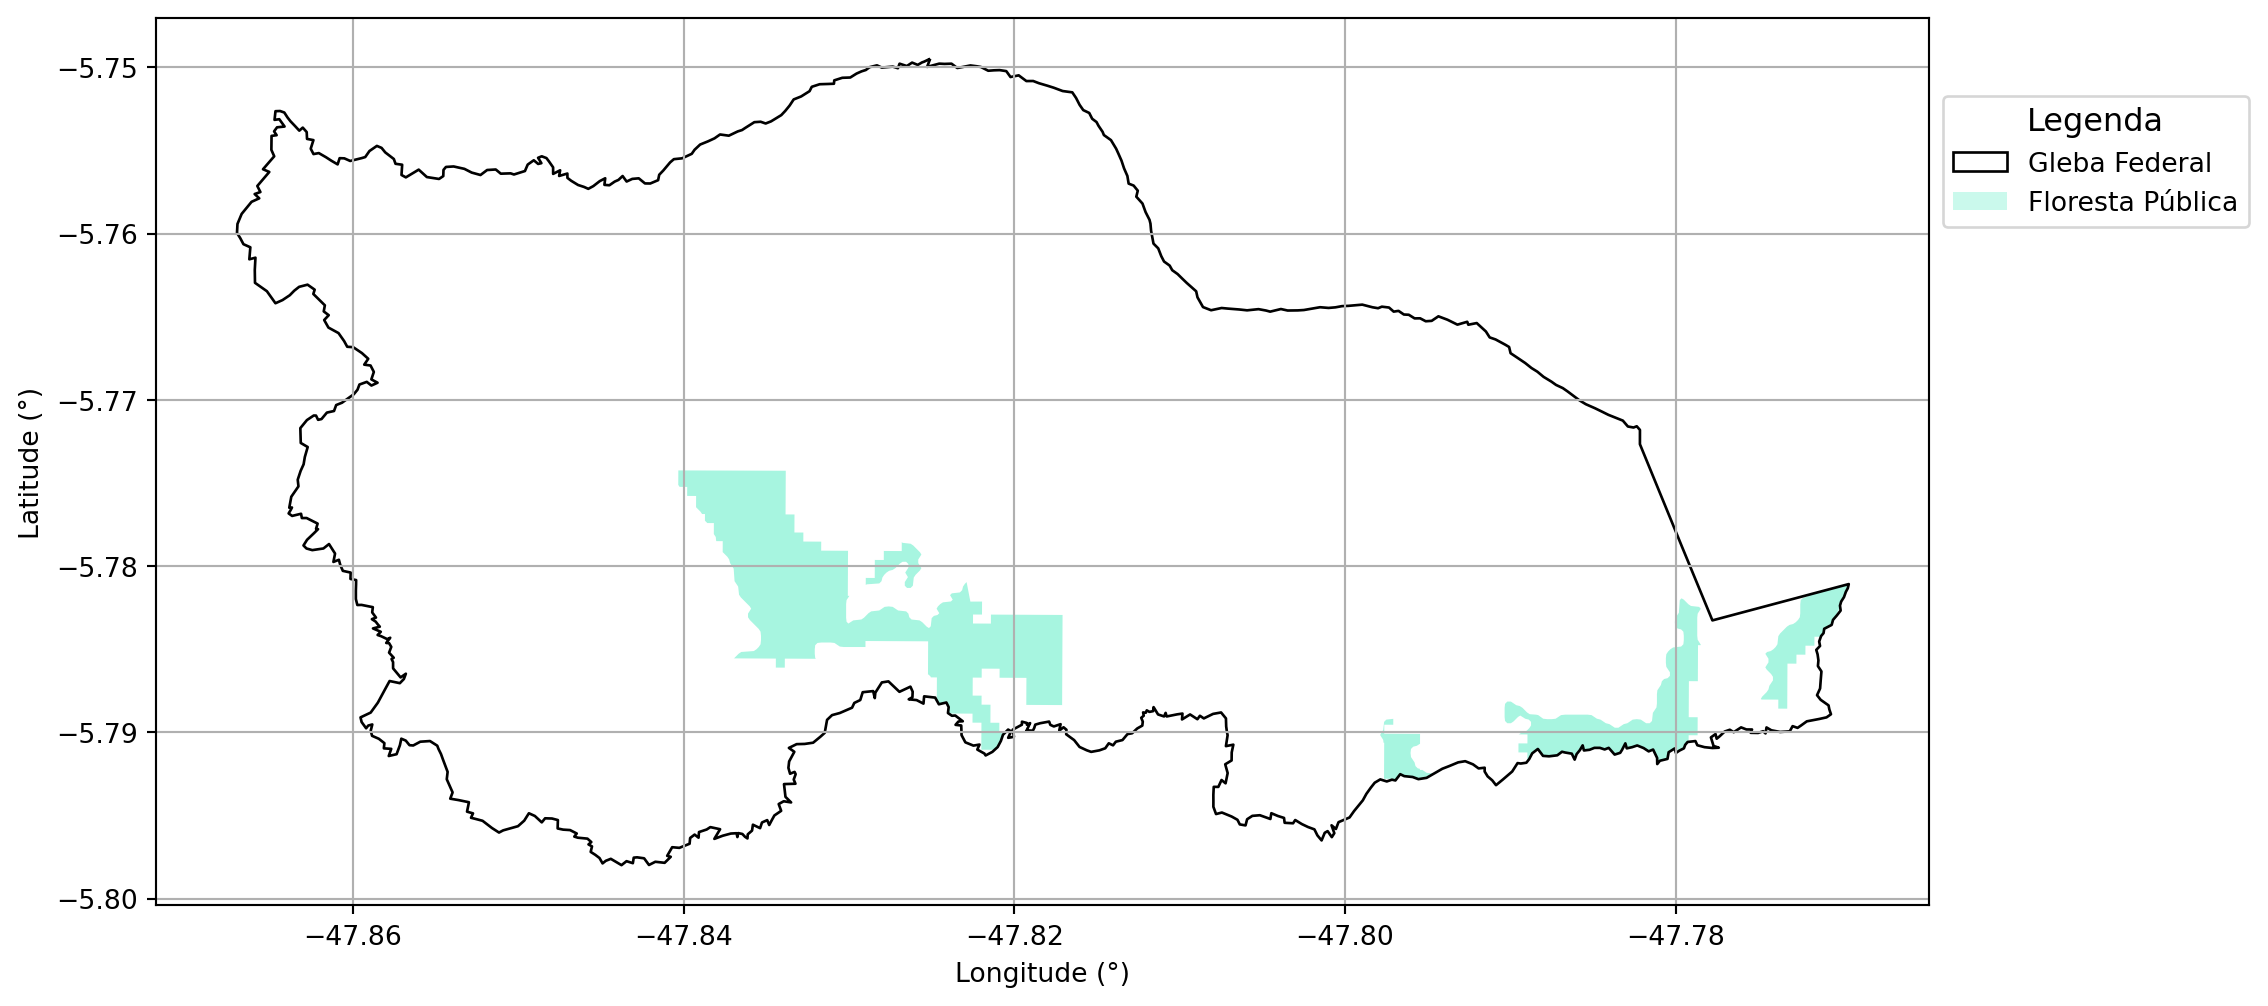 Legenda
Gleba Federal
Floresta Pública
−5.75
−5.76
−5.77
−5.78
−5.79
−5.80
Latitude (°)
−47.86
−47.84
−47.82
−47.80
−47.78
Longitude (°)